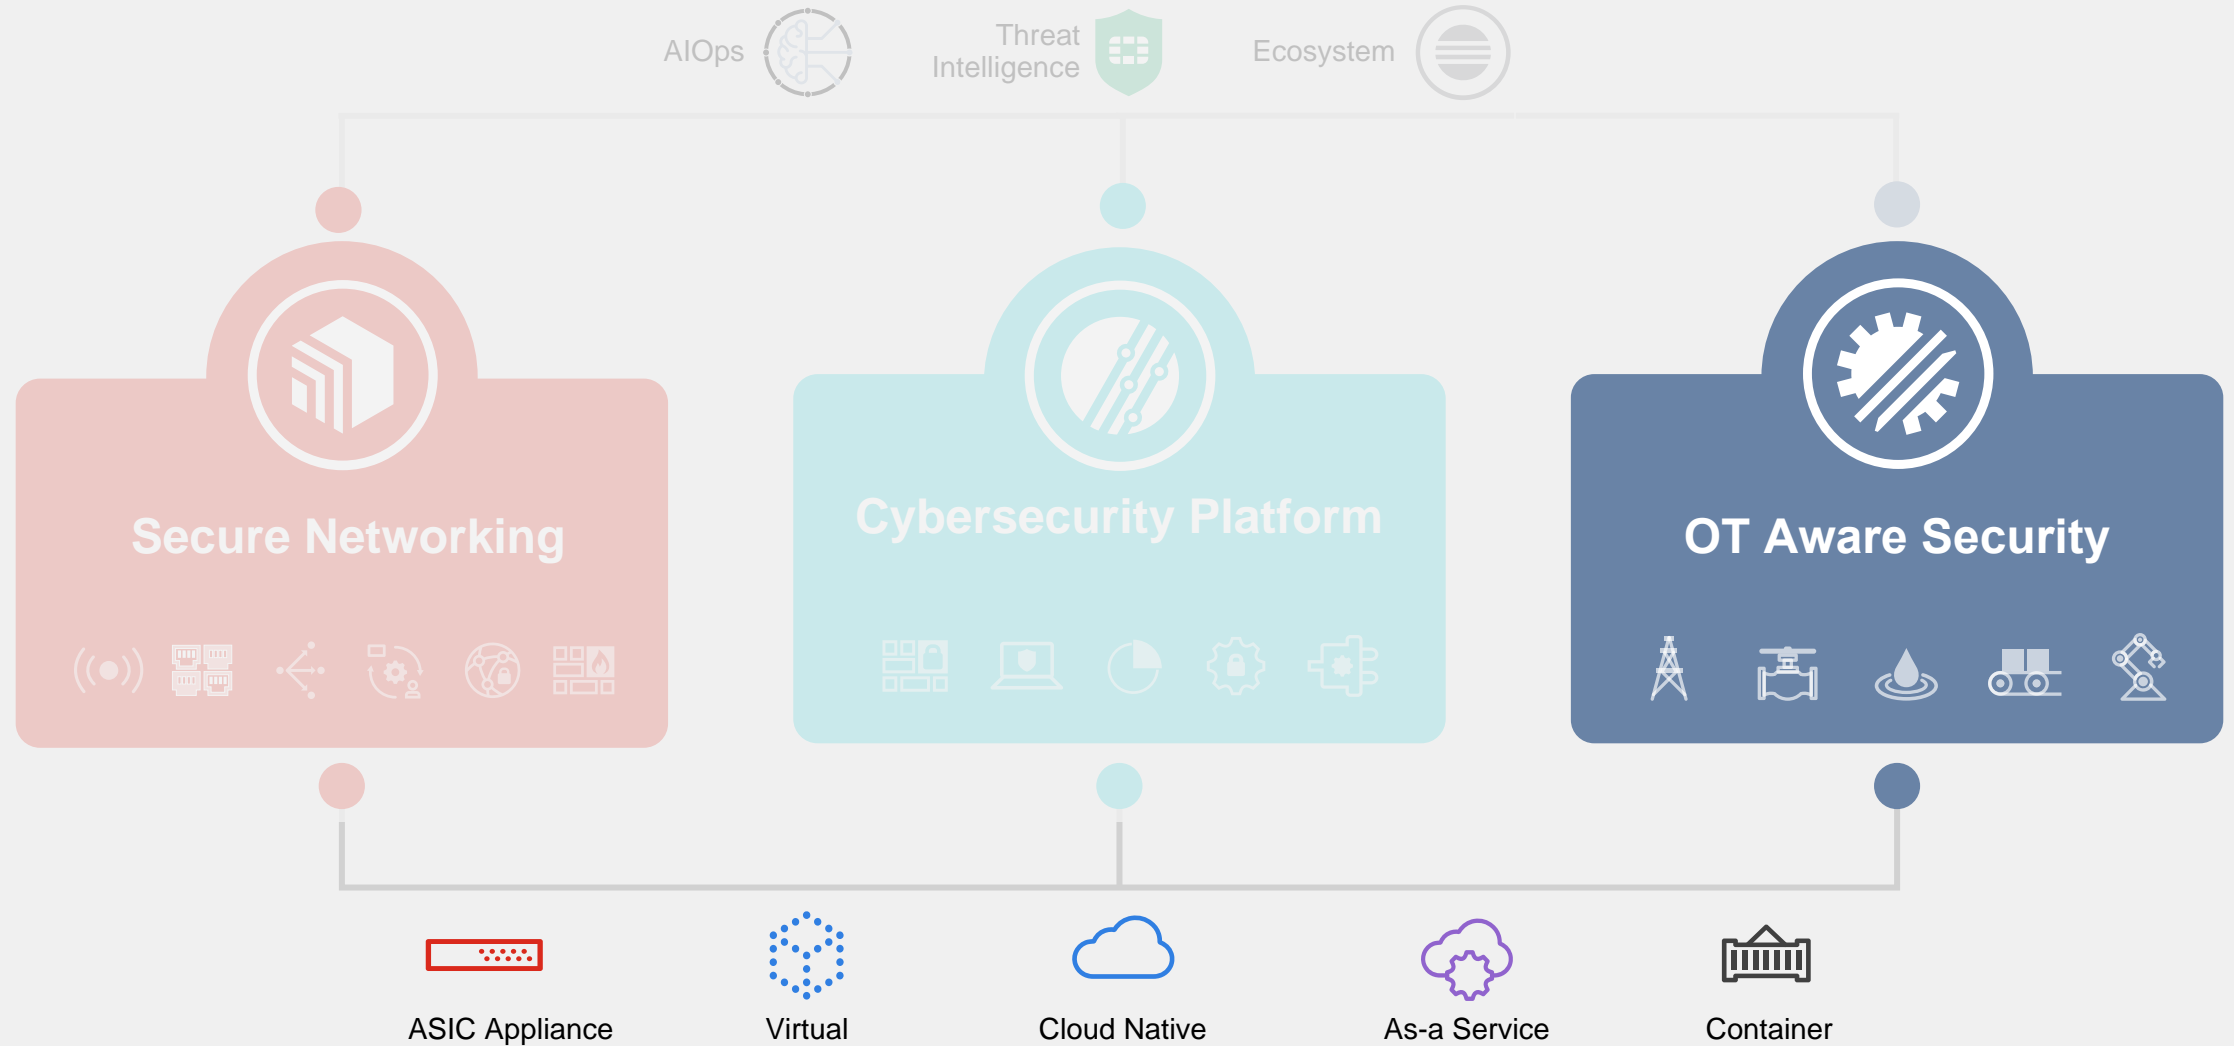 AIOps
Threat
Intelligence
Ecosystem
Secure Networking
Cybersecurity Platform
OT Aware Security
ASIC Appliance
Virtual
Cloud Native
As-a Service
Container